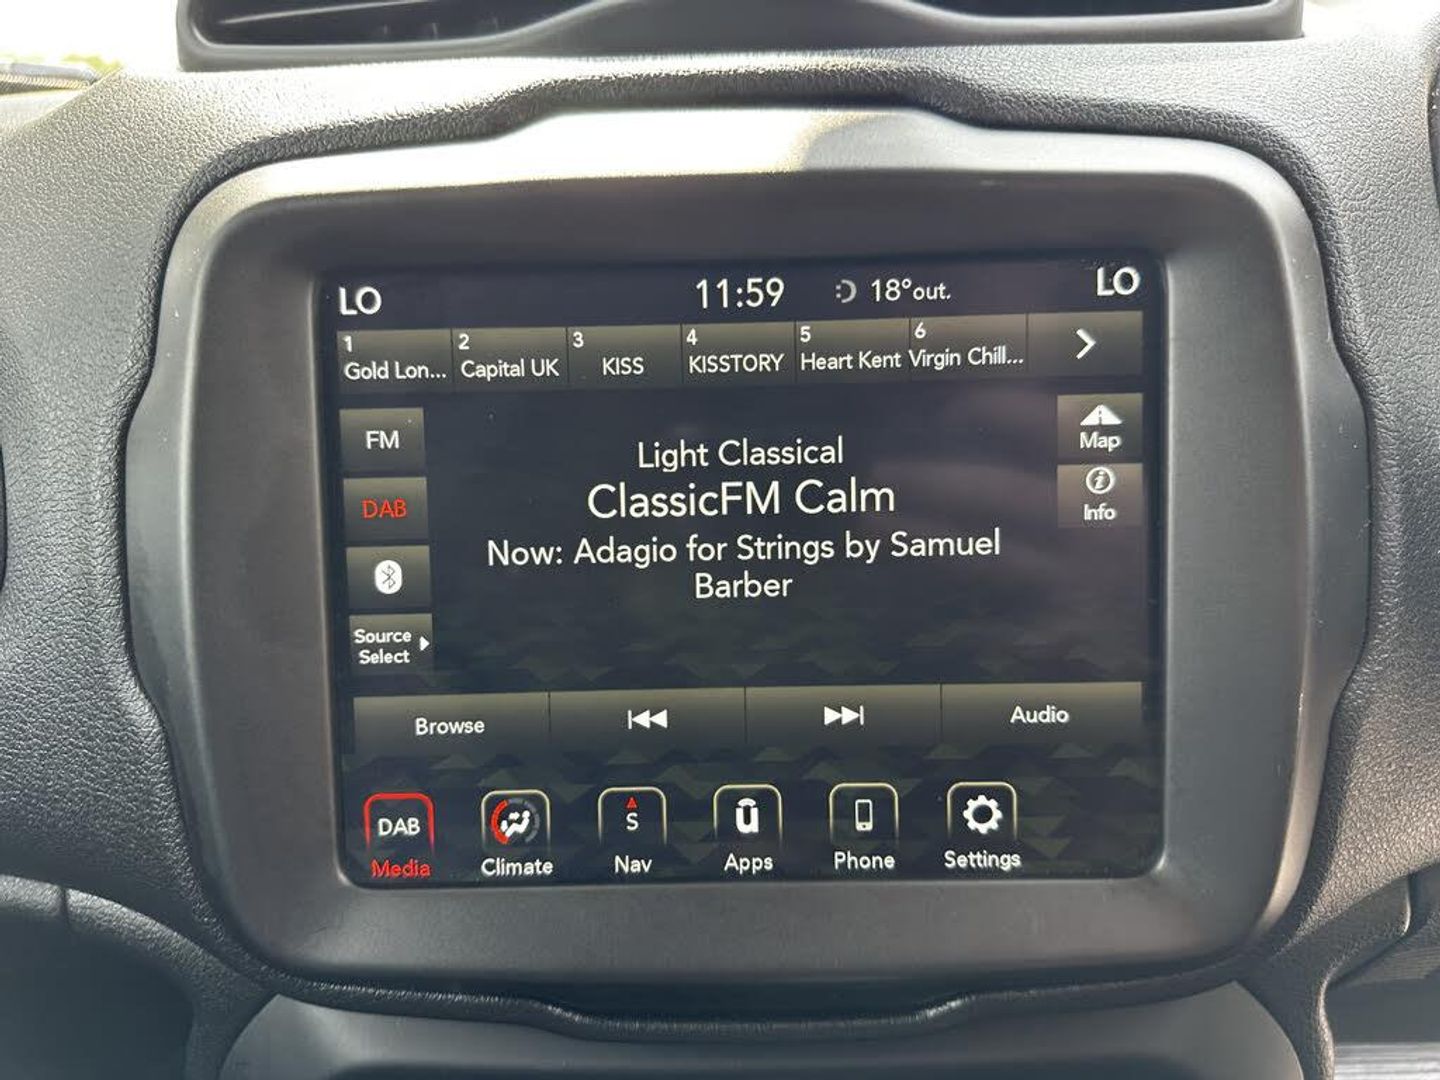 LO 11:59 18°out. LO
1 2 3 4 5 6
Gold Lon... Capital UK KISS KISSTORY Heart Kent Virgin Chill...
FM
DAB
Source
Select
Light Classical
ClassicFM Calm
Now: Adagio for Strings by Samuel
Barber
Map
i
Info
Browse Audio
DAB S u
Media Climate Nav Apps Phone Settings